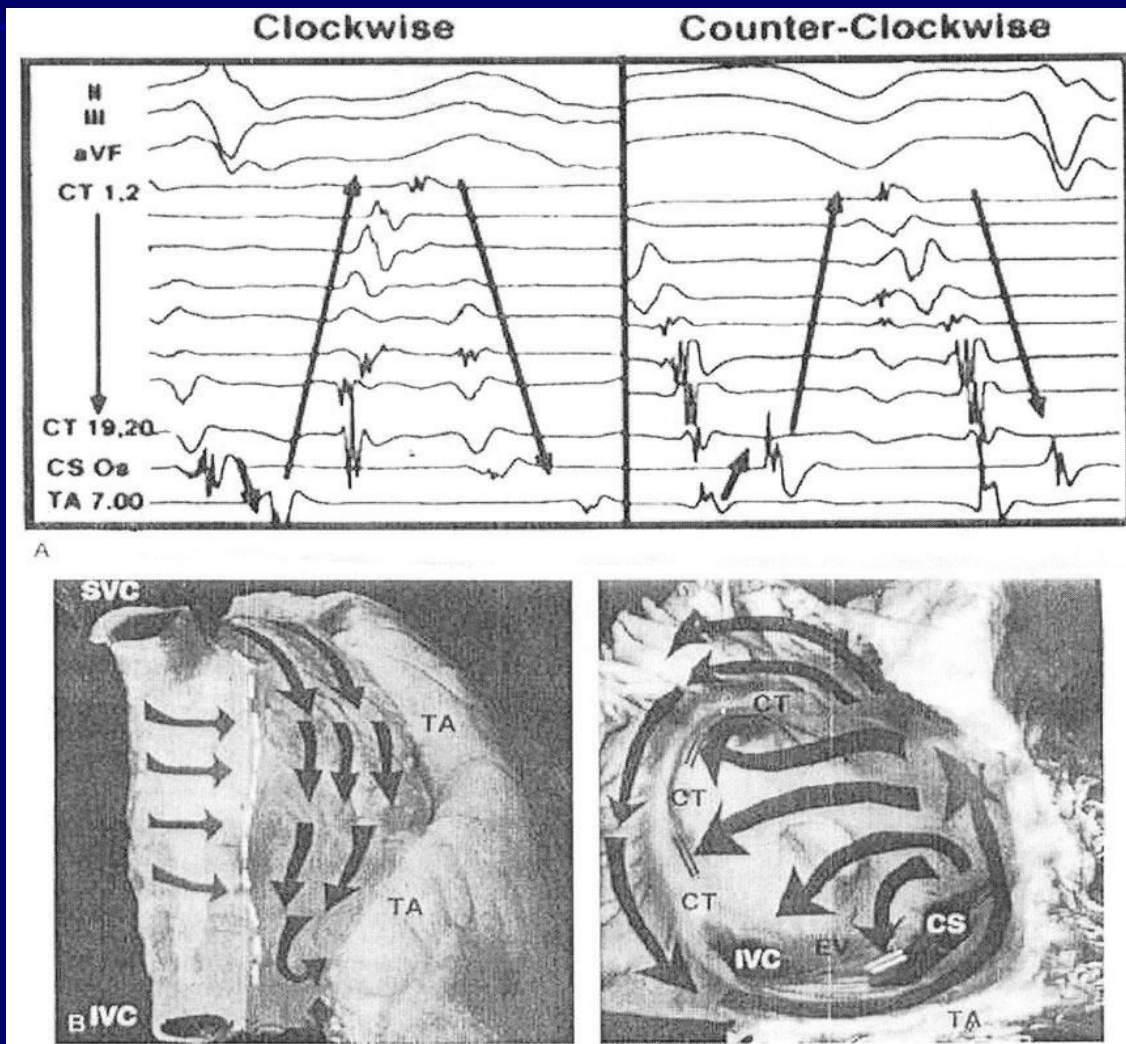 Clockwise
Counter-Clockwise
II
III
aVF
CT 1,2
CT 19,20
CS Os
TA 7.00
A
SVC
TA
TA
B IVC
CT
CT
CT
IVC
EV
CS
TA